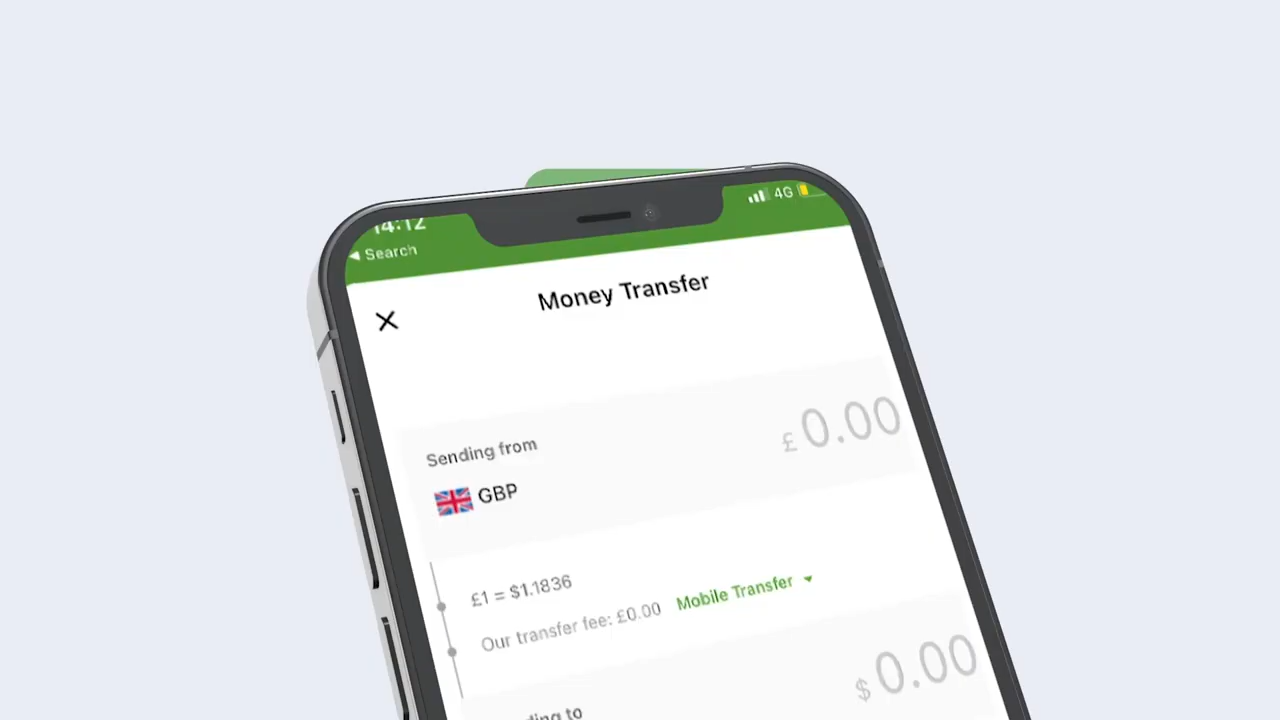 14:12
4G
◀ Search
Money Transfer
Sending from
£ 0.00
GBP
£1 = $1.1836
Our transfer fee: £0.00 Mobile Transfer
$ 0.00
to